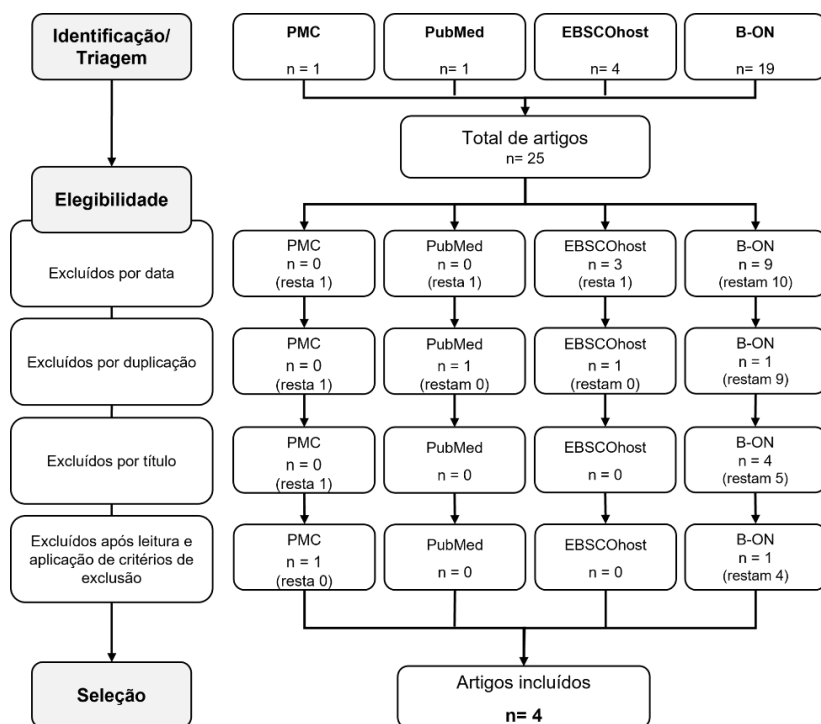 Identificação/
Triagem
PMC
n = 1
PubMed
n = 1
EBSCOhost
n = 4
B-ON
n= 19
Total de artigos
n= 25
Elegibilidade
Excluídos por data
PMC
n = 0
(resta 1)
PubMed
n = 0
(resta 1)
EBSCOhost
n = 3
(resta 1)
B-ON
n = 9
(restam 10)
Excluídos por duplicação
PMC
n = 0
(resta 1)
PubMed
n = 1
(restam 0)
EBSCOhost
n = 1
(restam 0)
B-ON
n = 1
(restam 9)
Excluídos por título
PMC
n = 0
(resta 1)
PubMed
n = 0
EBSCOhost
n = 0
B-ON
n = 4
(restam 5)
Excluídos após leitura e
aplicação de critérios de
exclusão
PMC
n = 1
(resta 0)
PubMed
n = 0
EBSCOhost
n = 0
B-ON
n = 1
(restam 4)
Seleção
Artigos incluídos
n= 4